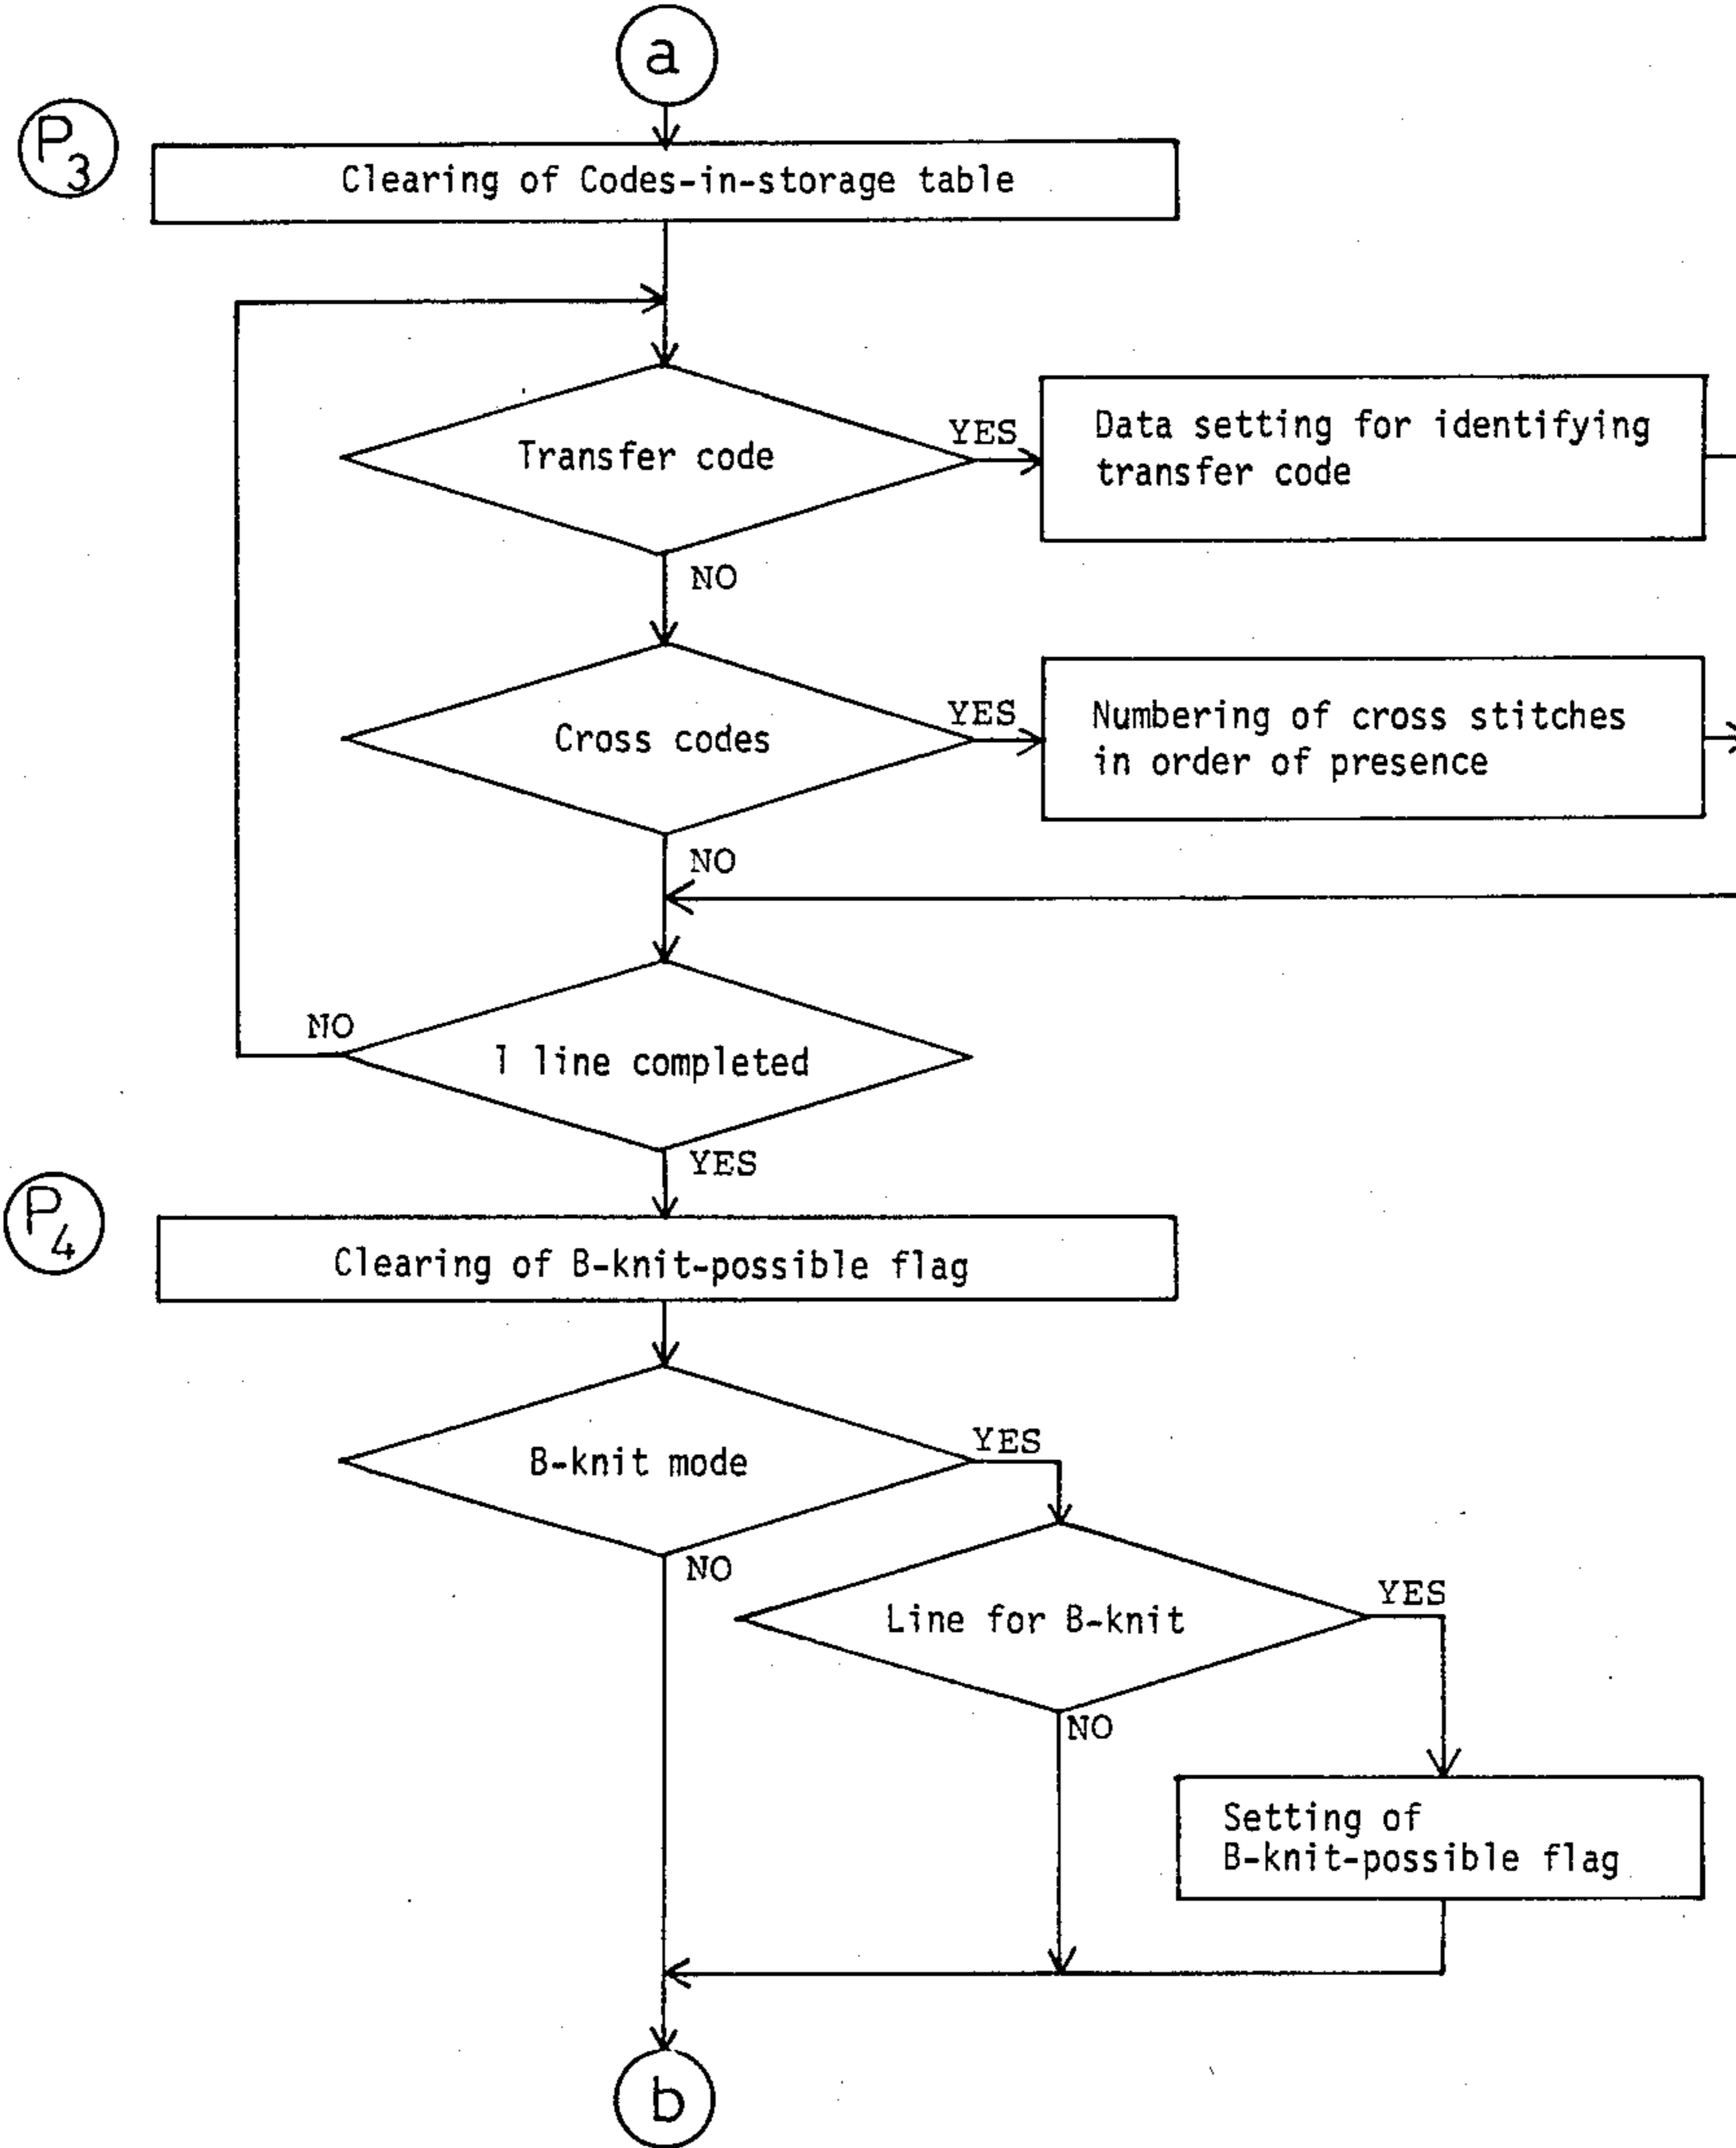 a
P3
Clearing of Codes-in-storage table
Transfer code
YES
Data setting for identifying
transfer code
NO
Cross codes
YES
Numbering of cross stitches
in order of presence
NO
NO
1 line completed
YES
P4
Clearing of B-knit-possible flag
B-knit mode
YES
NO
Line for B-knit
YES
NO
Setting of
B-knit-possible flag
b